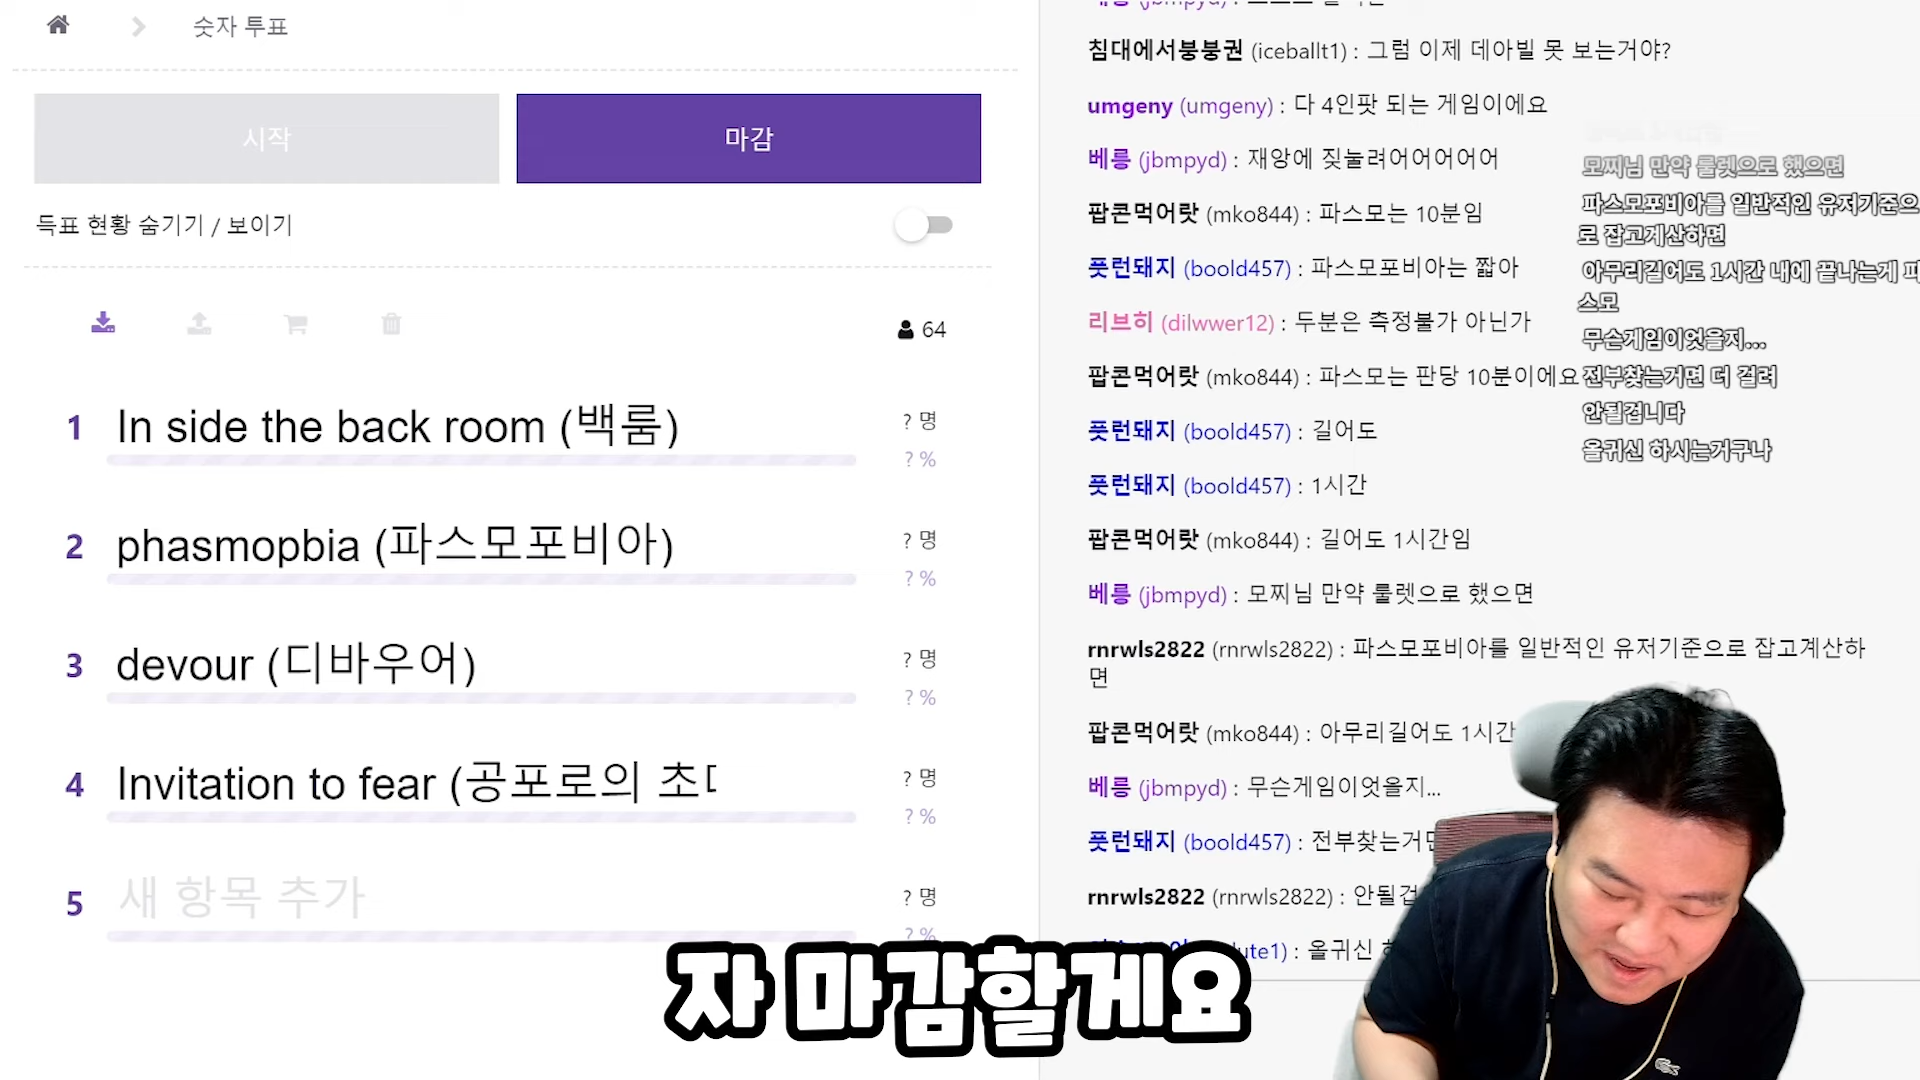 숫자 투표
시작
마감
득표 현황 숨기기 / 보이기
64
1 In side the back room (백룸)
? 명
? %
2 phasmopbia (파스모포비아)
? 명
? %
3 devour (디바우어)
? 명
? %
4 Invitation to fear (공포로의 초
? 명
? %
5 새 항목 추가
? 명
? %
침대에서붕붕권 (iceballt1) : 그럼 이제 데아빌 못 보는거야?
umgeny (umgeny) : 다 4인팟 되는 게임이에요
베릉 (jbmpyd) : 재앙에 짖눌려어어어어어
팝콘먹어랏 (mko844) : 파스모는 10분임
풋런돼지 (boold457) : 파스모포비아는 짧아
리브히 (dilwwer12) : 두분은 측정불가 아닌가
팝콘먹어랏 (mko844) : 파스모는 판당 10분이에요
풋런돼지 (boold457) : 길어도
풋런돼지 (boold457) : 1시간
팝콘먹어랏 (mko844) : 길어도 1시간임
베릉 (jbmpyd) : 모찌님 만약 룰렛으로 했으면
rnrwls2822 (rnrwls2822) : 파스모포비아를 일반적인 유저기준으로 잡고계산하
면
팝콘먹어랏 (mko844) : 아무리길어도 1시간
베릉 (jbmpyd) : 무슨게임이엇을지...
풋런돼지 (boold457) : 전부찾는거면
rnrwls2822 (rnrwls2822) : 안될겁
ute1) : 올귀신
모찌님 만약 룰렛으로 했으면
파스모포비아를 일반적인 유저기준으
로 잡고계산하면
아무리길어도 1시간 내에 끝나는게 파
스모
무슨게임이엇을지...
전부찾는거면 더 걸려
안될겁니다
올귀신 하시는거구나
자 마감할게요